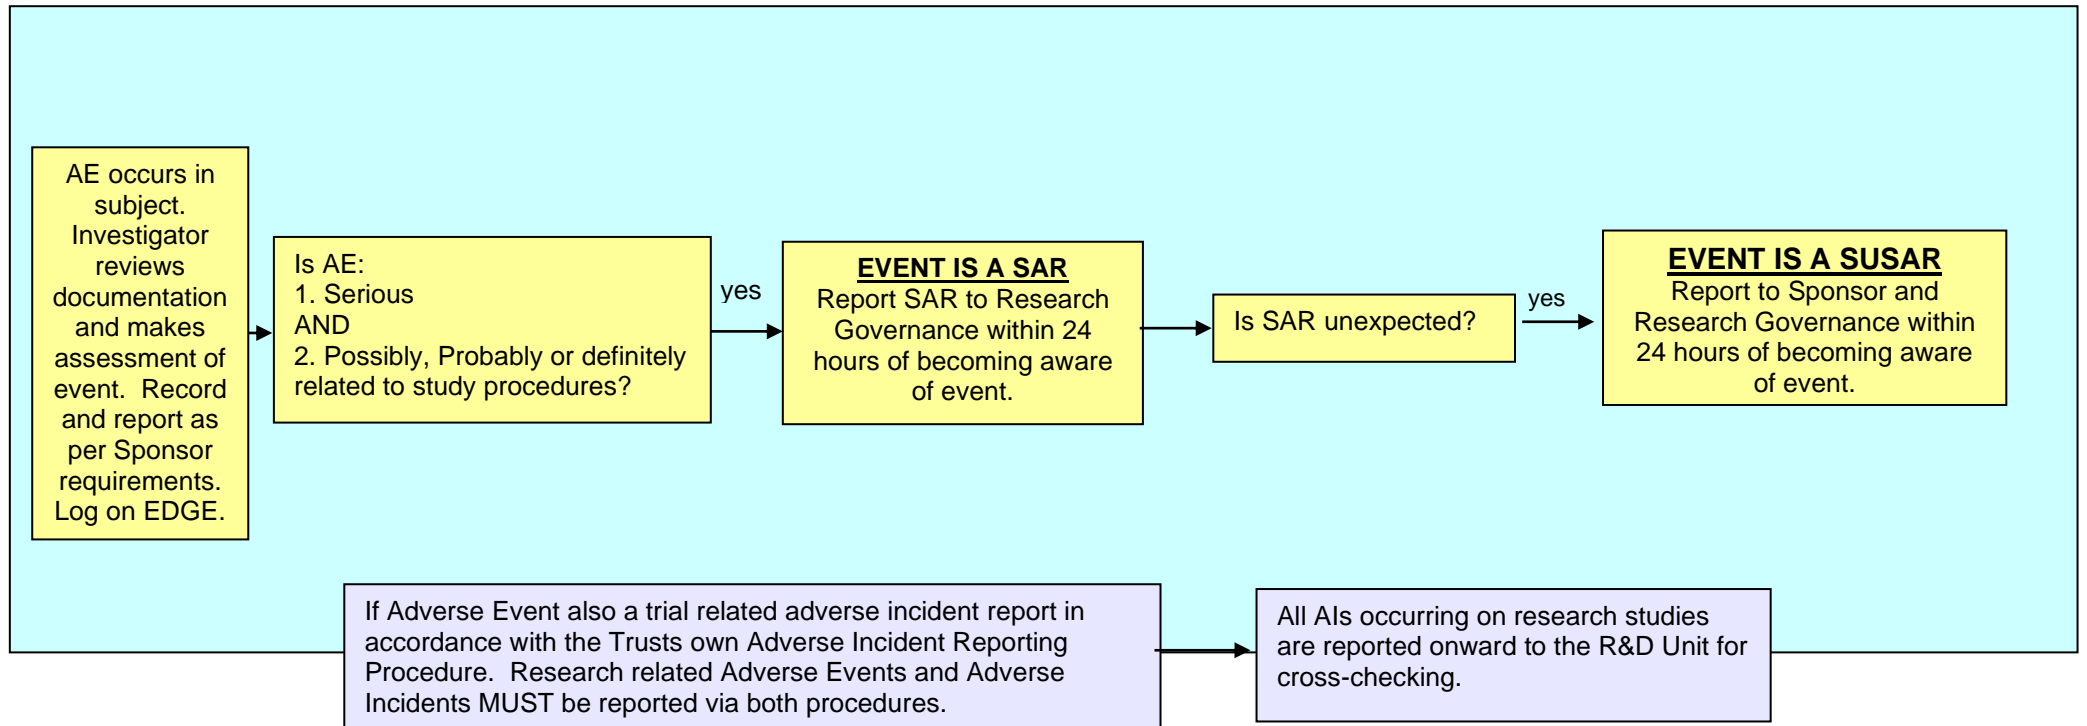 AE occurs in
subject.
Investigator
reviews
documentation
and makes
assessment of
event.  Record
and report as
per Sponsor
requirements.
Log on EDGE.
Is AE:
1. Serious
AND
2. Possibly, Probably or definitely
related to study procedures?
yes
EVENT IS A SAR
Report SAR to Research
Governance within 24
hours of becoming aware
of event.
Is SAR unexpected?
yes
EVENT IS A SUSAR
Report to Sponsor and
Research Governance within
24 hours of becoming aware
of event.
If Adverse Event also a trial related adverse incident report in
accordance with the Trusts own Adverse Incident Reporting
Procedure.  Research related Adverse Events and Adverse
Incidents MUST be reported via both procedures.
All AIs occurring on research studies
are reported onward to the R&D Unit for
cross-checking.